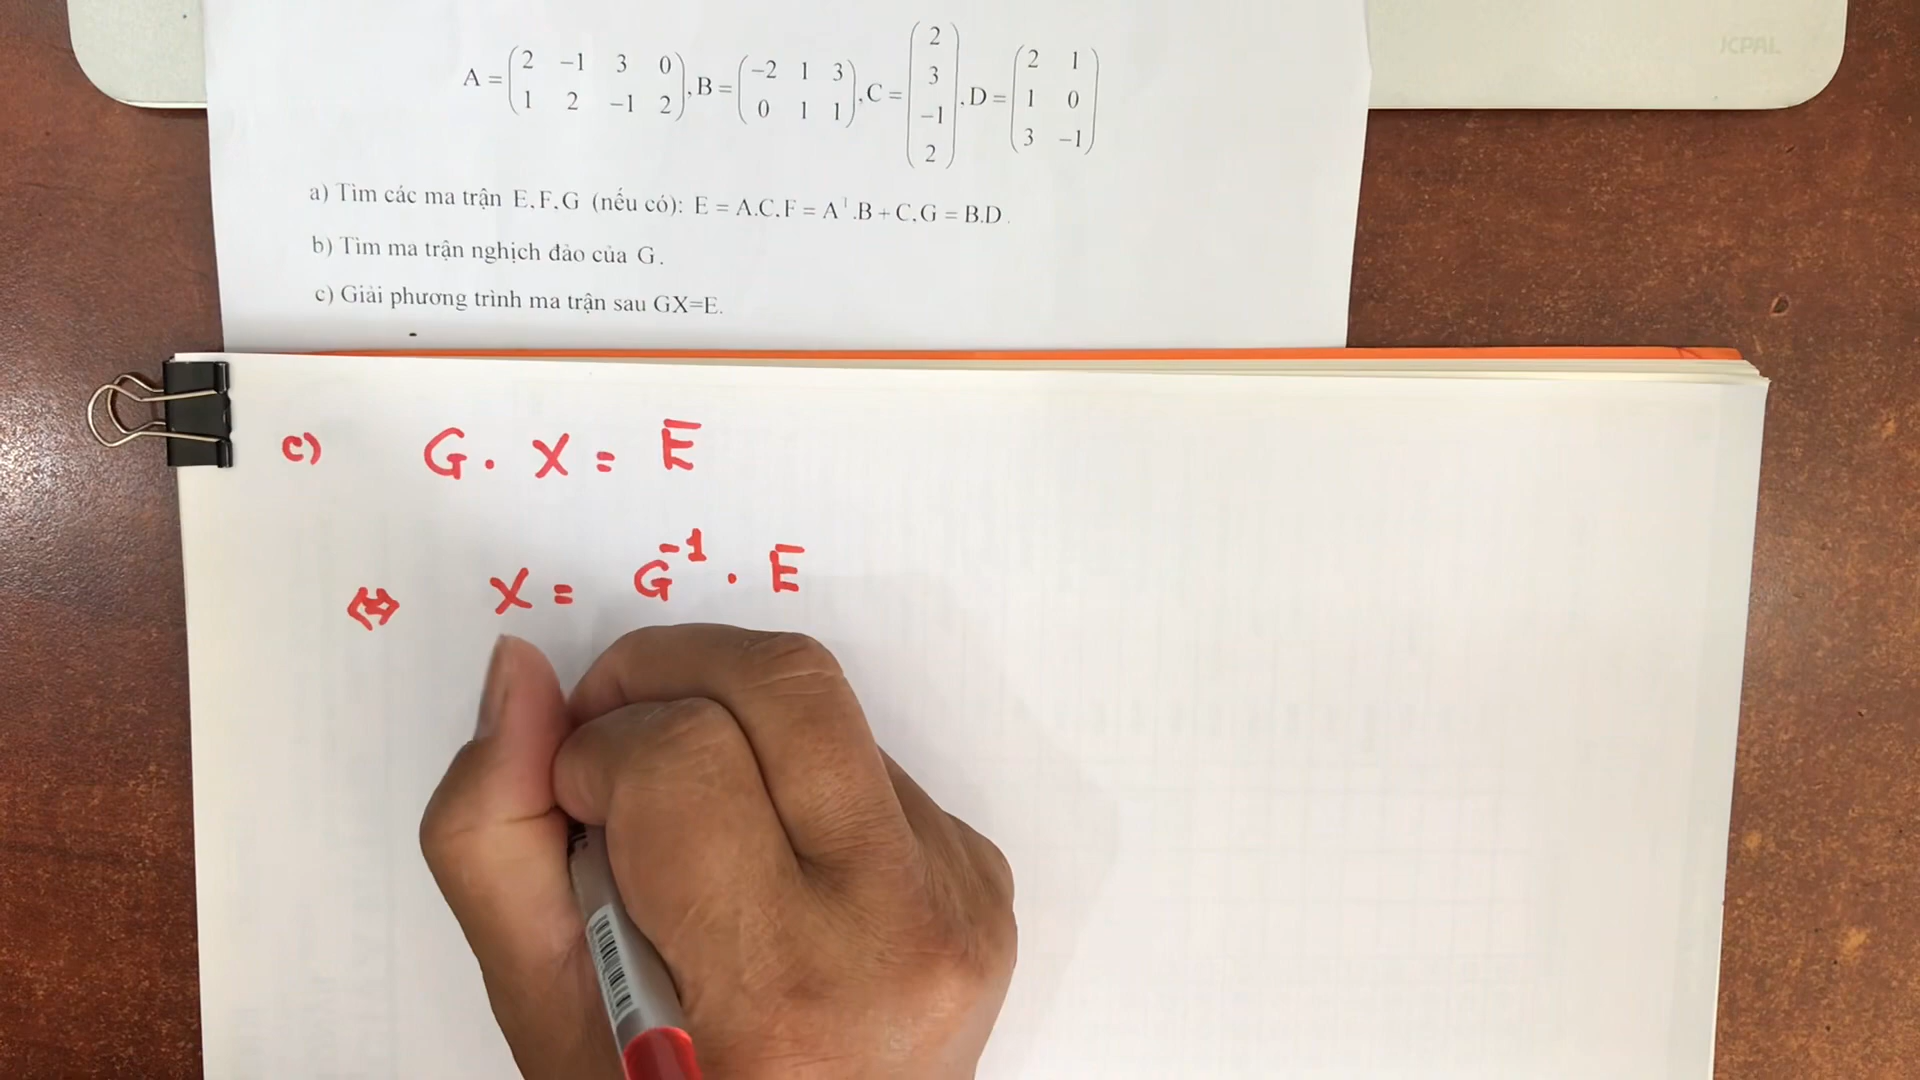 JCPAL
A = (2 −1 3 0
1 2 −1 2), B = (−2 1 3
0 1 1), C = (2
3
−1
2), D = (2 1
1 0
3 −1)
a) Tìm các ma trận E,F,G (nếu có): E = A.C, F = Aᵗ.B + C, G = B.D.
b) Tìm ma trận nghịch đảo của G.
c) Giải phương trình ma trận sau GX=E.
c) G . X = E
⇔ X = G⁻¹ . E